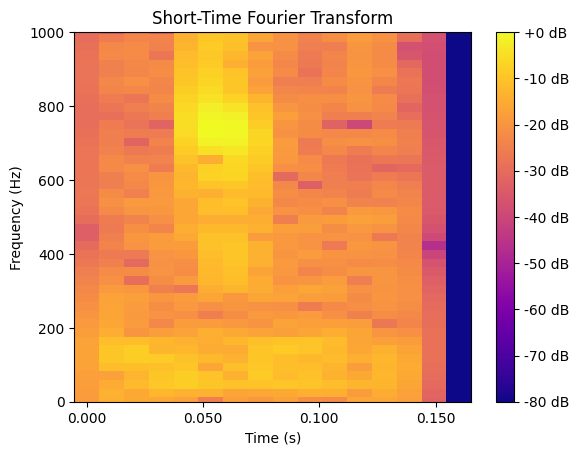 Short-Time Fourier Transform
1000
800
600
400
200
0
Frequency (Hz)
0.000
0.050
0.100
0.150
Time (s)
+0 dB
-10 dB
-20 dB
-30 dB
-40 dB
-50 dB
-60 dB
-70 dB
-80 dB